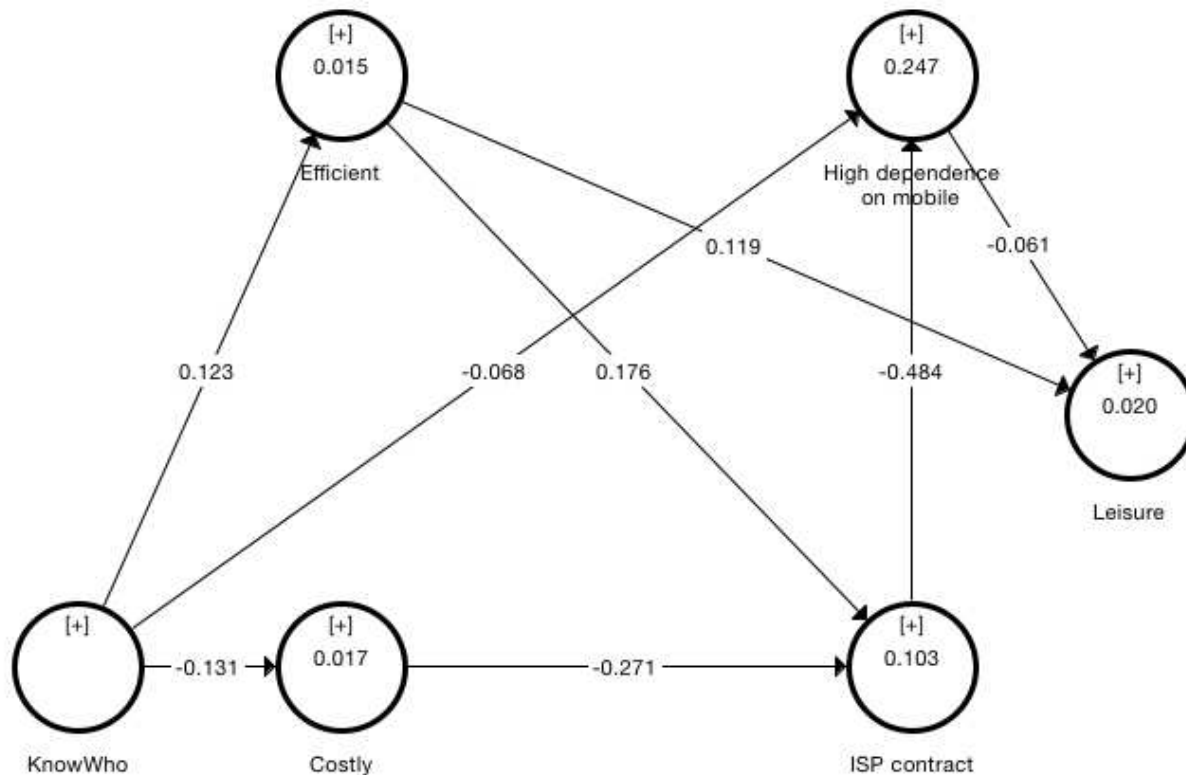 [+]
0.015
Efficient
[+]
0.247
High dependence
on mobile
0.119
-0.061
0.123
-0.068
0.176
-0.484
[+]
0.020
Leisure
[+]
KnowWho
-0.131
[+]
0.017
Costly
-0.271
[+]
0.103
ISP contract